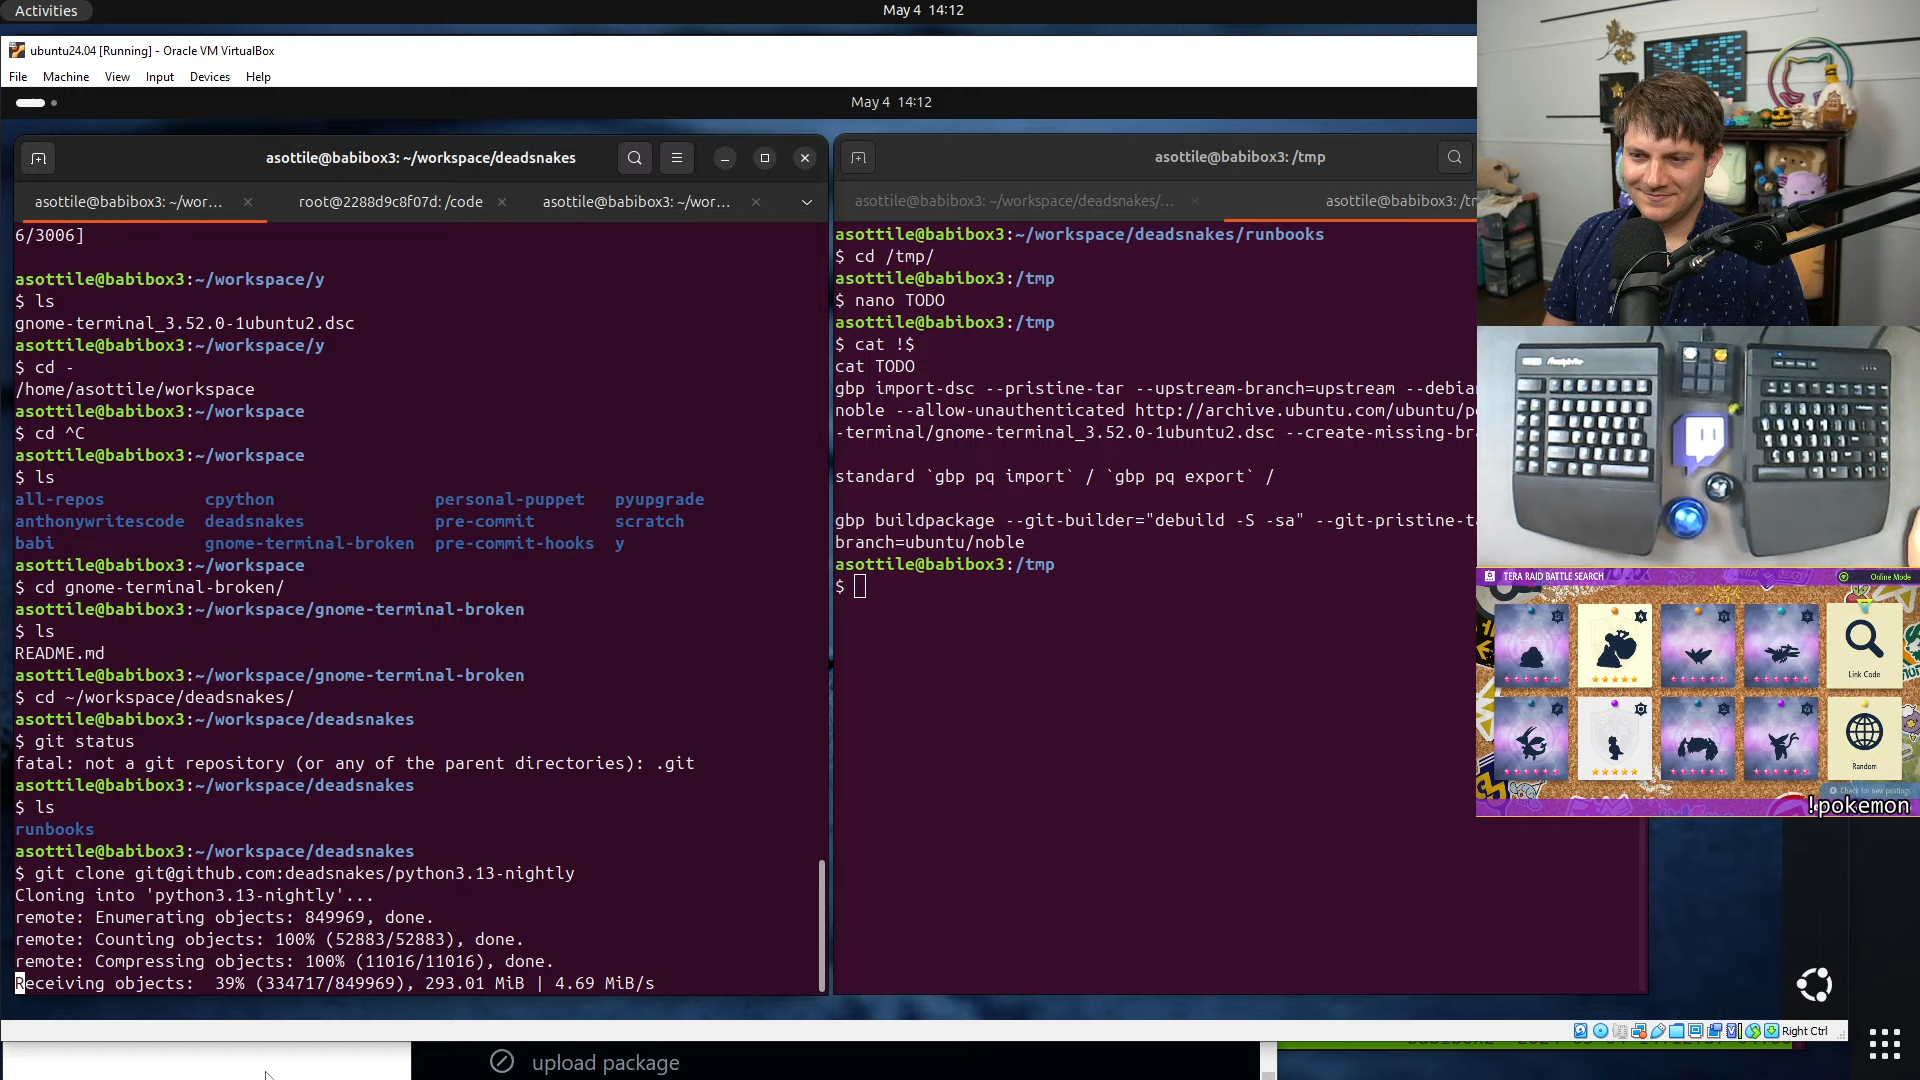 Activities
May 4 14:12
ubuntu24.04 [Running] - Oracle VM VirtualBox
File Machine View Input Devices Help
May 4 14:12
asottile@babibox3: ~/workspace/deadsnakes
asottile@babibox3: ~/wor...
root@2288d9c8f07d: /code
asottile@babibox3: ~/wor...
6/3006]
asottile@babibox3:~/workspace/y
$ ls
gnome-terminal_3.52.0-1ubuntu2.dsc
asottile@babibox3:~/workspace/y
$ cd -
/home/asottile/workspace
asottile@babibox3:~/workspace
$ cd ^C
asottile@babibox3:~/workspace
$ ls
all-repos cpython personal-puppet pyupgrade
anthonywritescode deadsnakes pre-commit scratch
babi gnome-terminal-broken pre-commit-hooks y
asottile@babibox3:~/workspace
$ cd gnome-terminal-broken/
asottile@babibox3:~/workspace/gnome-terminal-broken
$ ls
README.md
asottile@babibox3:~/workspace/gnome-terminal-broken
$ cd ~/workspace/deadsnakes/
asottile@babibox3:~/workspace/deadsnakes
$ git status
fatal: not a git repository (or any of the parent directories): .git
asottile@babibox3:~/workspace/deadsnakes
$ ls
runbooks
asottile@babibox3:~/workspace/deadsnakes
$ git clone git@github.com:deadsnakes/python3.13-nightly
Cloning into 'python3.13-nightly'...
remote: Enumerating objects: 849969, done.
remote: Counting objects: 100% (52883/52883), done.
remote: Compressing objects: 100% (11016/11016), done.
Receiving objects: 39% (334717/849969), 293.01 MiB | 4.69 MiB/s
asottile@babibox3: /tmp
asottile@babibox3: ~/workspace/deadsnakes/...
asottile@babibox3: /tm
asottile@babibox3:~/workspace/deadsnakes/runbooks
$ cd /tmp/
asottile@babibox3:/tmp
$ nano TODO
asottile@babibox3:/tmp
$ cat !$
cat TODO
gbp import-dsc --pristine-tar --upstream-branch=upstream --debia
noble --allow-unauthenticated http://archive.ubuntu.com/ubuntu/po
-terminal/gnome-terminal_3.52.0-1ubuntu2.dsc --create-missing-bra
standard `gbp pq import` / `gbp pq export` /
gbp buildpackage --git-builder="debuild -S -sa" --git-pristine-ta
branch=ubuntu/noble
asottile@babibox3:/tmp
$
TERA RAID BATTLE SEARCH
Online Mode
Link Code
Random
Check for new postings
!pokemon
Right Ctrl
upload package